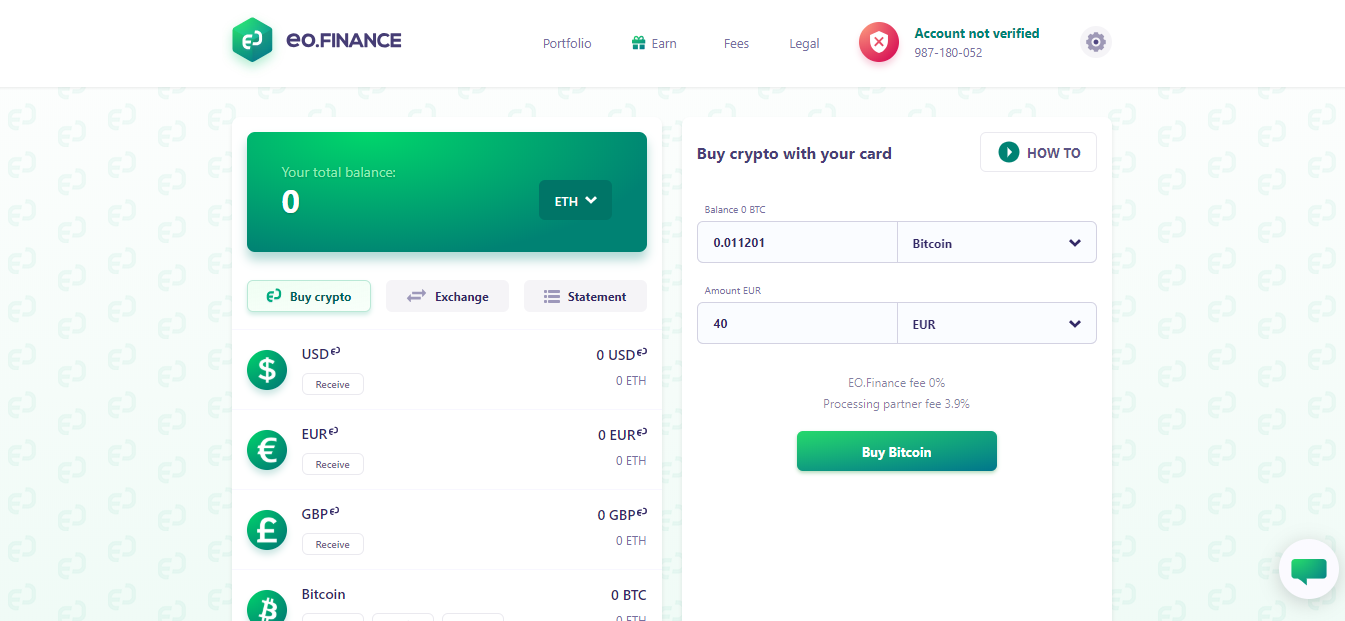 eo.FINANCE
Portfolio
Earn
Fees
Legal
Account not verified
987-180-052
Your total balance:
0
ETH
Buy crypto
Exchange
Statement
USD
0 USD
Receive
0 ETH
EUR
0 EUR
Receive
0 ETH
GBP
0 GBP
Receive
0 ETH
Bitcoin
0 BTC
0 ETH
Buy crypto with your card
HOW TO
Balance 0 BTC
0.011201
Bitcoin
Amount EUR
40
EUR
EO.Finance fee 0%
Processing partner fee 3.9%
Buy Bitcoin